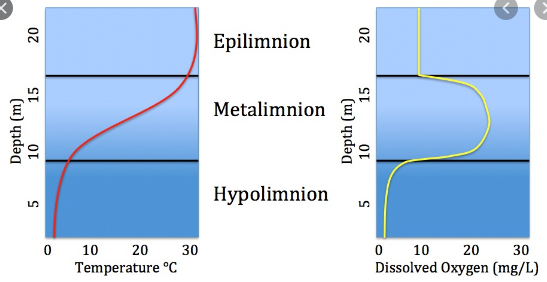 20
15
10
5
Depth (m)
0 10 20 30
Temperature °C
Epilimnion
Metalimnion
Hypolimnion
20
15
10
5
Depth (m)
0 10 20 30
Dissolved Oxygen (mg/L)